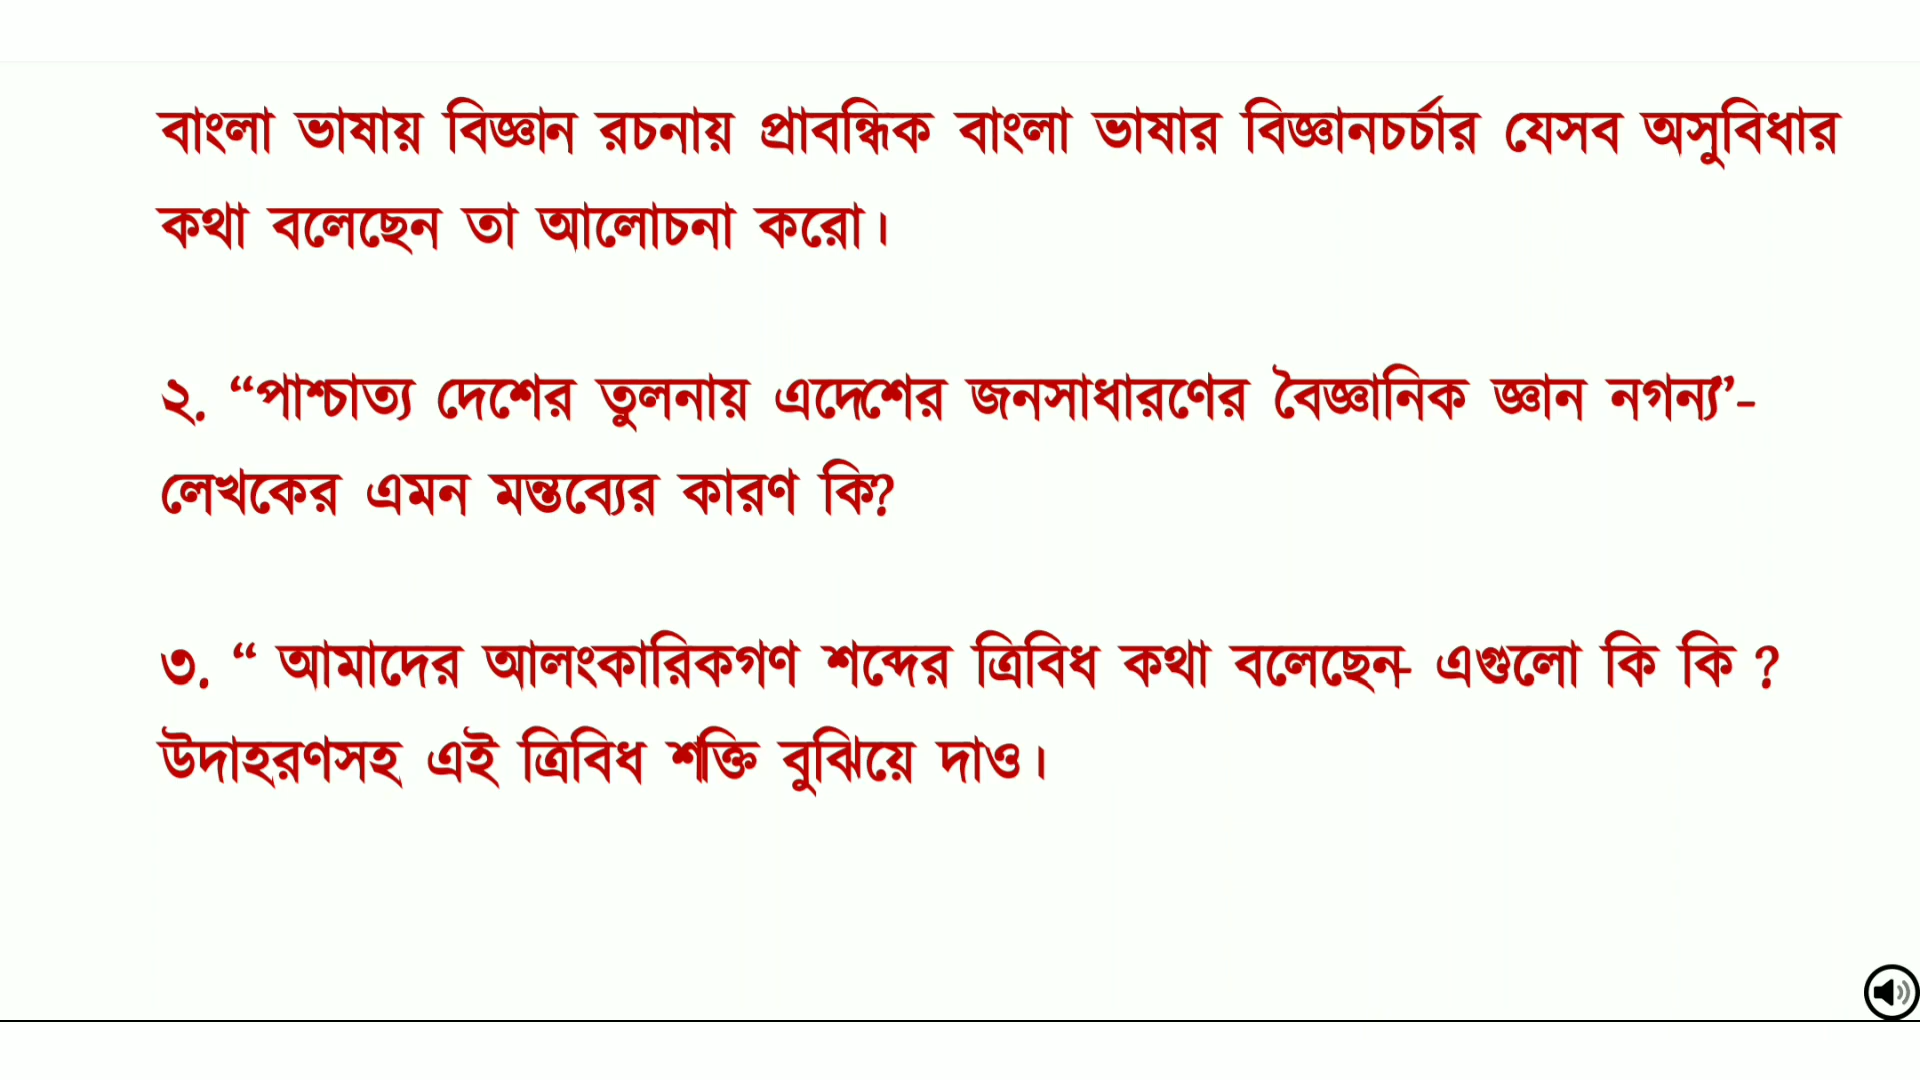 বাংলা ভাষায় বিজ্ঞান রচনায় প্রাবন্ধিক বাংলা ভাষার বিজ্ঞানচর্চার যেসব অসুবিধার
কথা বলেছেন তা আলোচনা করো।
২. “পাশ্চাত্য দেশের তুলনায় এদেশের জনসাধারণের বৈজ্ঞানিক জ্ঞান নগন্য”-
লেখকের এমন মন্তব্যের কারণ কি?
৩. “ আমাদের আলংকারিকগণ শব্দের ত্রিবিধ কথা বলেছেন- এগুলো কি কি ?
উদাহরণসহ এই ত্রিবিধ শক্তি বুঝিয়ে দাও।